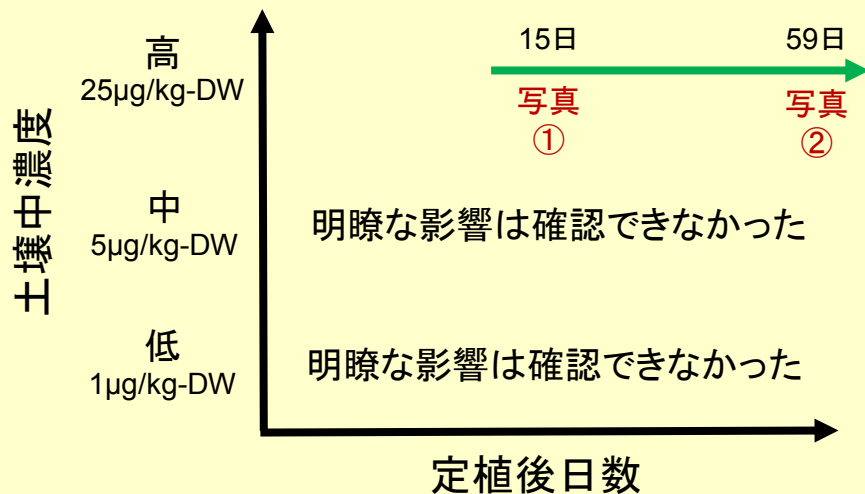 土壌中濃度
高
25µg/kg-DW
15日
59日
写真
①
写真
②
中
5µg/kg-DW
明瞭な影響は確認できなかった
低
1µg/kg-DW
明瞭な影響は確認できなかった
定植後日数